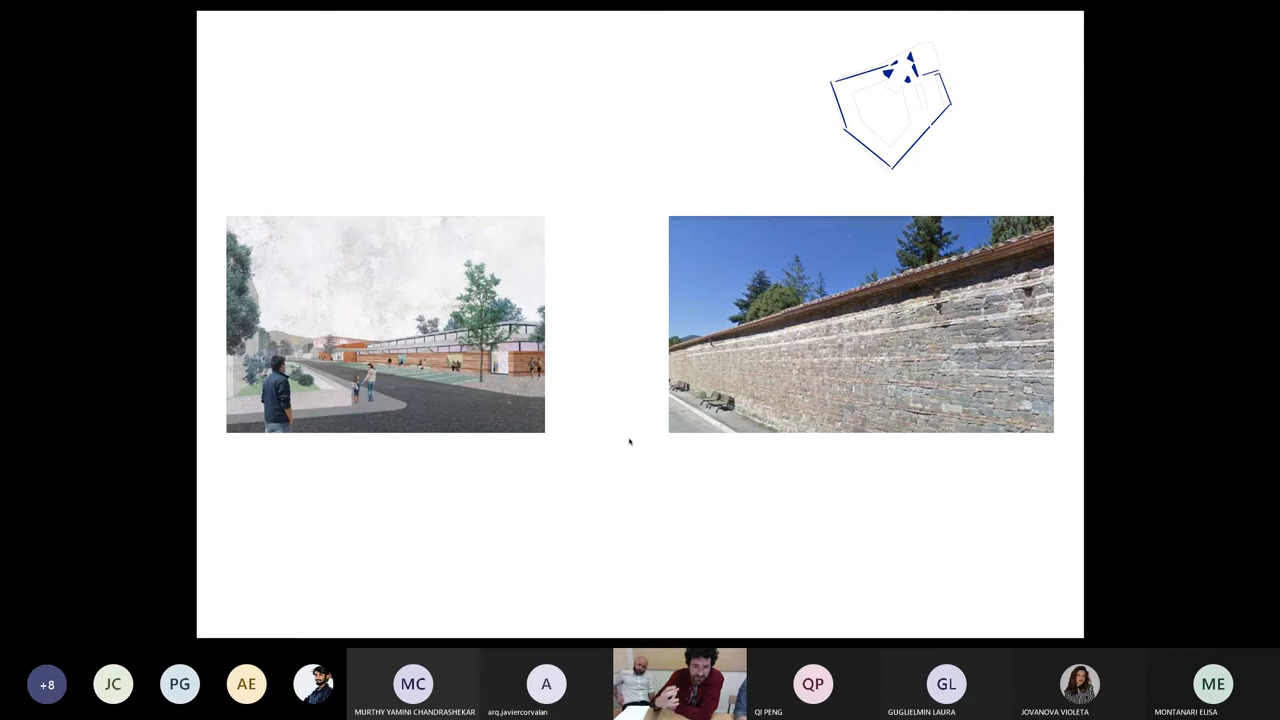 +8
JC
PG
AE
MC
MURTHY YAMINI CHANDRASHEKAR
A
arq.javiercorvalan
QP
QI PENG
GL
GUGLIELMIN LAURA
JOVANOVA VIOLETA
ME
MONTANARI ELISA